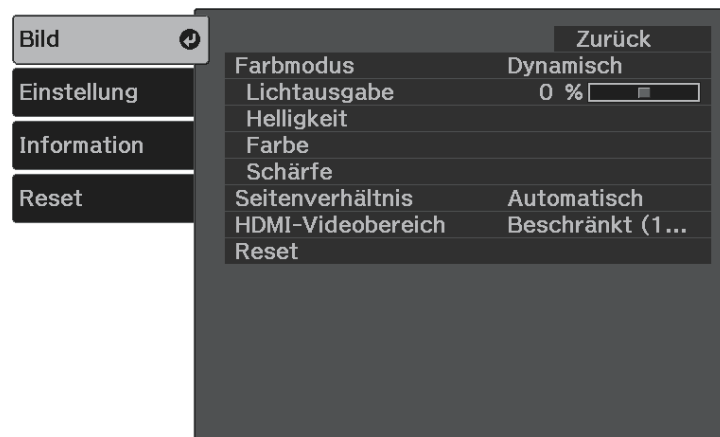 Bild
Einstellung
Information
Reset
Zurück
Farbmodus Dynamisch
Lichtausgabe 0 %
Helligkeit
Farbe
Schärfe
Seitenverhältnis Automatisch
HDMI-Videobereich Beschränkt (1...
Reset